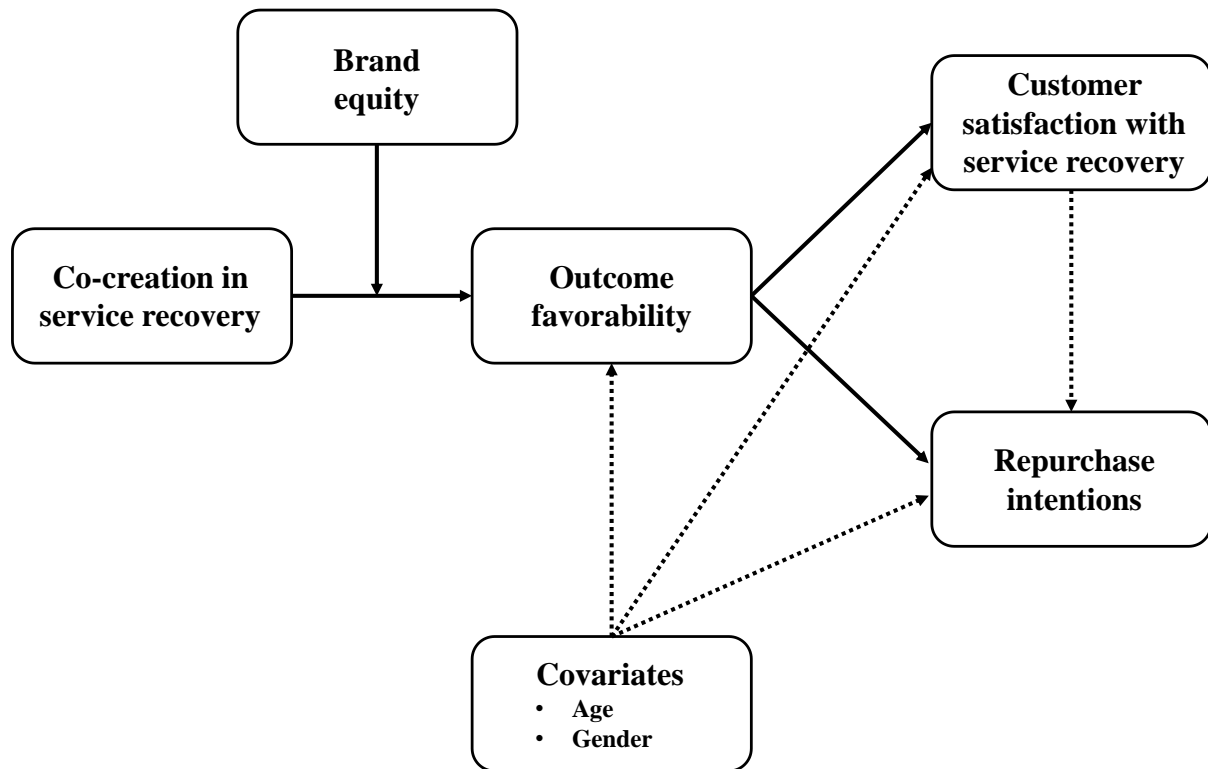 Brand
equity
Customer
satisfaction with
service recovery
Co-creation in
service recovery
Outcome
favorability
Repurchase
intentions
Covariates
• Age
• Gender